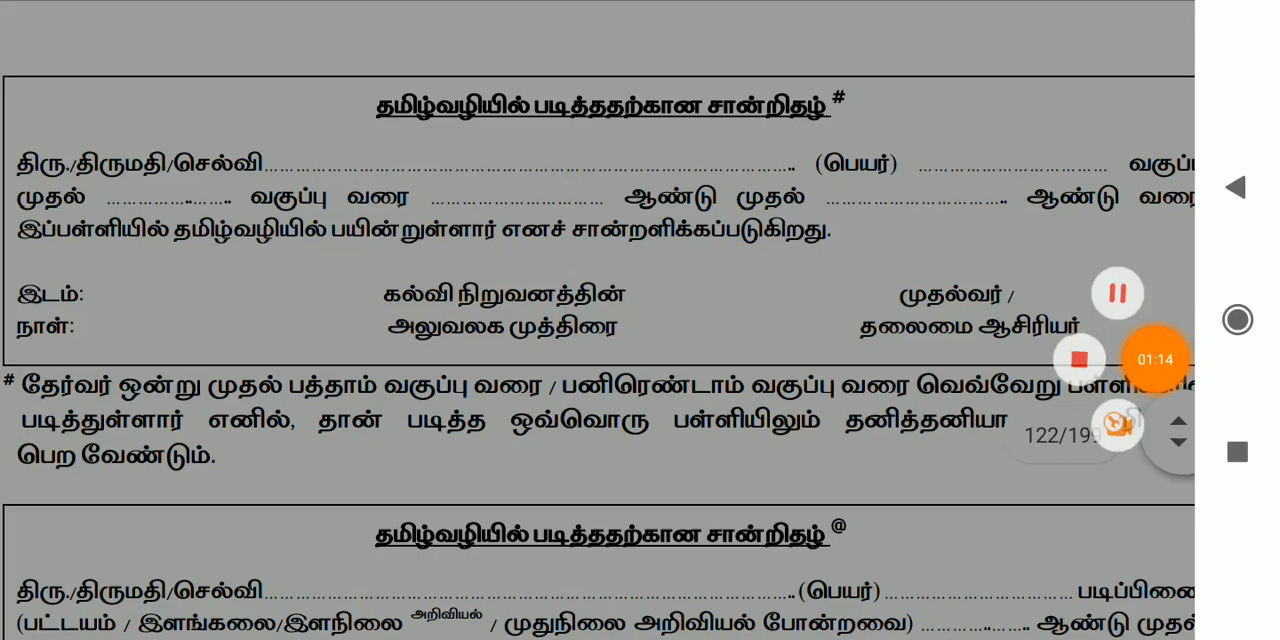 தமிழ்வழியில் படித்ததற்கான சான்றிதழ் #
திரு./திருமதி/செல்வி………………………………………………………………………….. (பெயர்) ……………………………… வகுப்பு
முதல் ……………..…….. வகுப்பு வரை …………………………… ஆண்டு முதல் …………………………….. ஆண்டு வரை
இப்பள்ளியில் தமிழ்வழியில் பயின்றுள்ளார் எனச் சான்றளிக்கப்படுகிறது.
இடம்: கல்வி நிறுவனத்தின் முதல்வர் /
நாள்: அலுவலக முத்திரை தலைமை ஆசிரியர்
01:14
# தேர்வர் ஒன்று முதல் பத்தாம் வகுப்பு வரை / பனிரெண்டாம் வகுப்பு வரை வெவ்வேறு
படித்துள்ளார் எனில், தான் படித்த ஒவ்வொரு பள்ளியிலும்
122/199
பெற வேண்டும்.
தமிழ்வழியில் படித்ததற்கான சான்றிதழ் @
திரு./திருமதி/செல்வி………………………………………………………………………….. (பெயர்) ……………………………… படிப்பினை
(பட்டயம் / இளங்கலை/இளநிலை அறிவியல் / முதுநிலை அறிவியல் போன்றவை) …………..…….. ஆண்டு முதல்